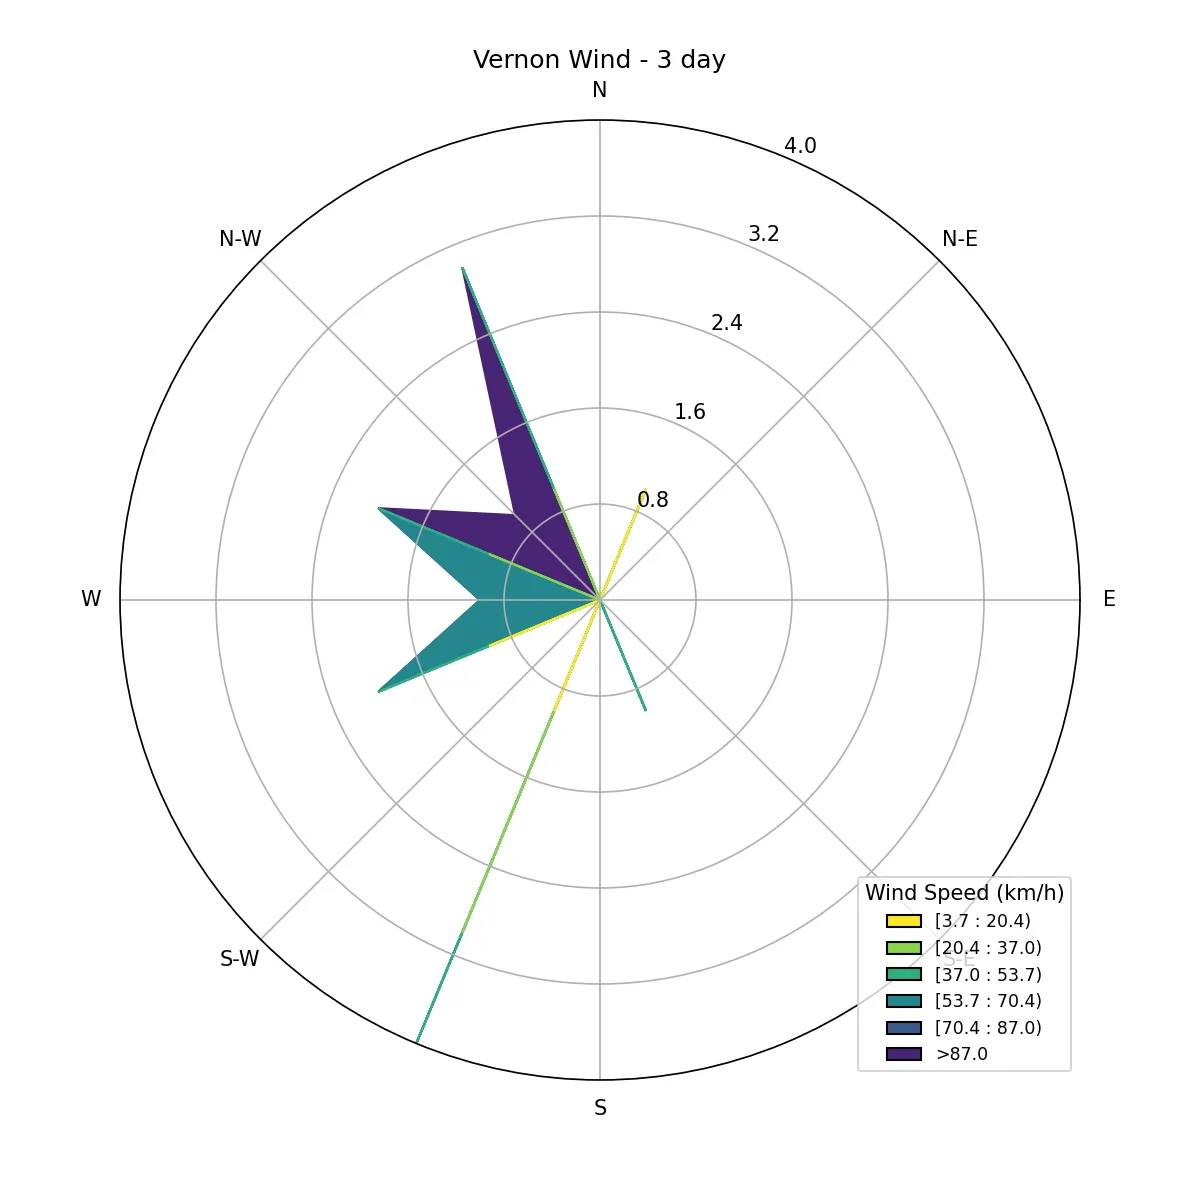 Vernon Wind - 3 day
N
4.0
N-W
3.2
N-E
2.4
1.6
0.8
W
E
S-W
S-E
S
Wind Speed (km/h)
[3.7 : 20.4)
[20.4 : 37.0)
[37.0 : 53.7)
[53.7 : 70.4)
[70.4 : 87.0)
>87.0